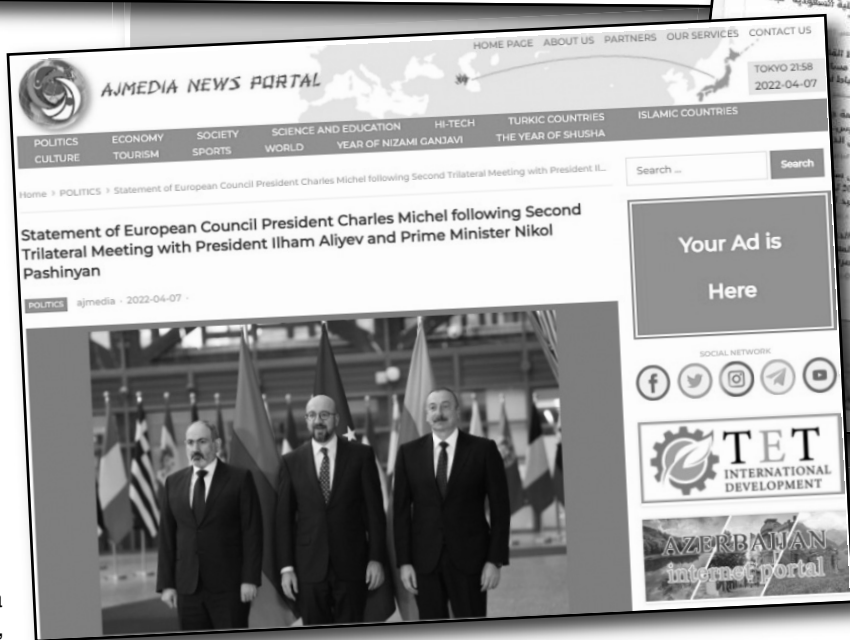 HOME PAGE ABOUT US PARTNERS OUR SERVICES CONTACT US
AJMEDIA NEWS PORTAL
TOKYO 21:58
2022-04-07
POLITICS ECONOMY SOCIETY SCIENCE AND EDUCATION HI-TECH TURKIC COUNTRIES ISLAMIC COUNTRIES
CULTURE TOURISM SPORTS WORLD YEAR OF NIZAMI GANJAVI THE YEAR OF SHUSHA
Home > POLITICS > Statement of European Council President Charles Michel following Second Trilateral Meeting with President Il...
Search ...
Search
Statement of European Council President Charles Michel following Second
Trilateral Meeting with President Ilham Aliyev and Prime Minister Nikol
Pashinyan
POLITICS ajmedia · 2022-04-07 ·
Your Ad is
Here
SOCIAL NETWORK
TET
INTERNATIONAL
DEVELOPMENT
AZERBAIJAN
internet portal